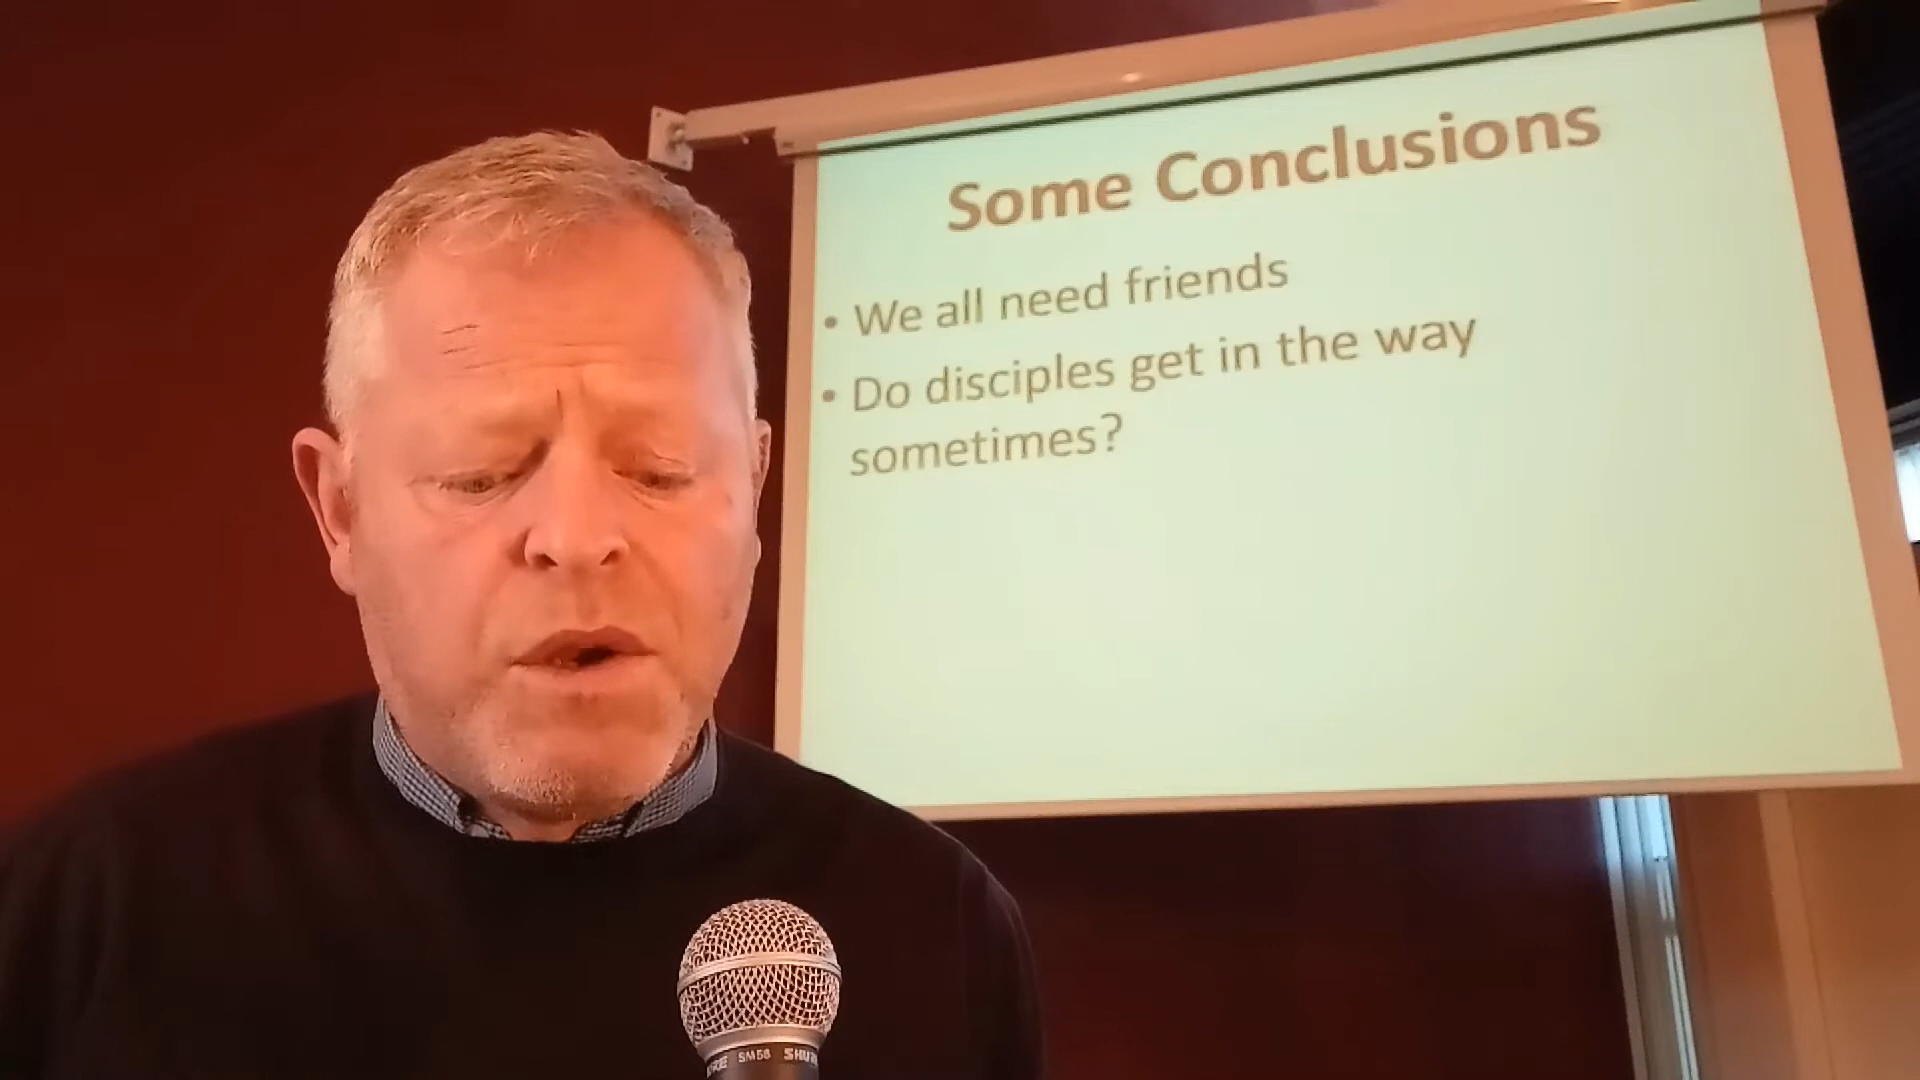 Some Conclusions
• We all need friends
• Do disciples get in the way
sometimes?
SM58 SHURE